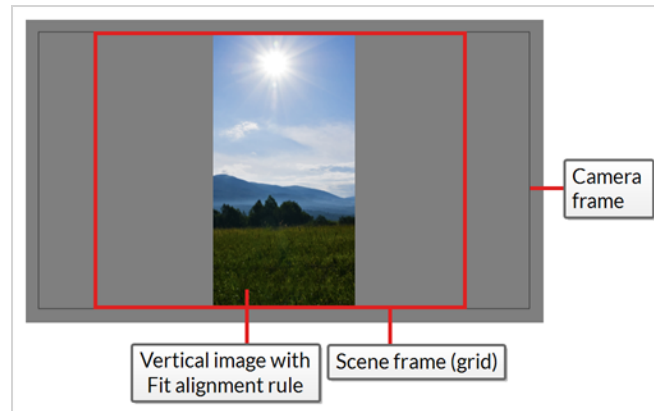 Camera
frame
Vertical image with
Fit alignment rule
Scene frame (grid)